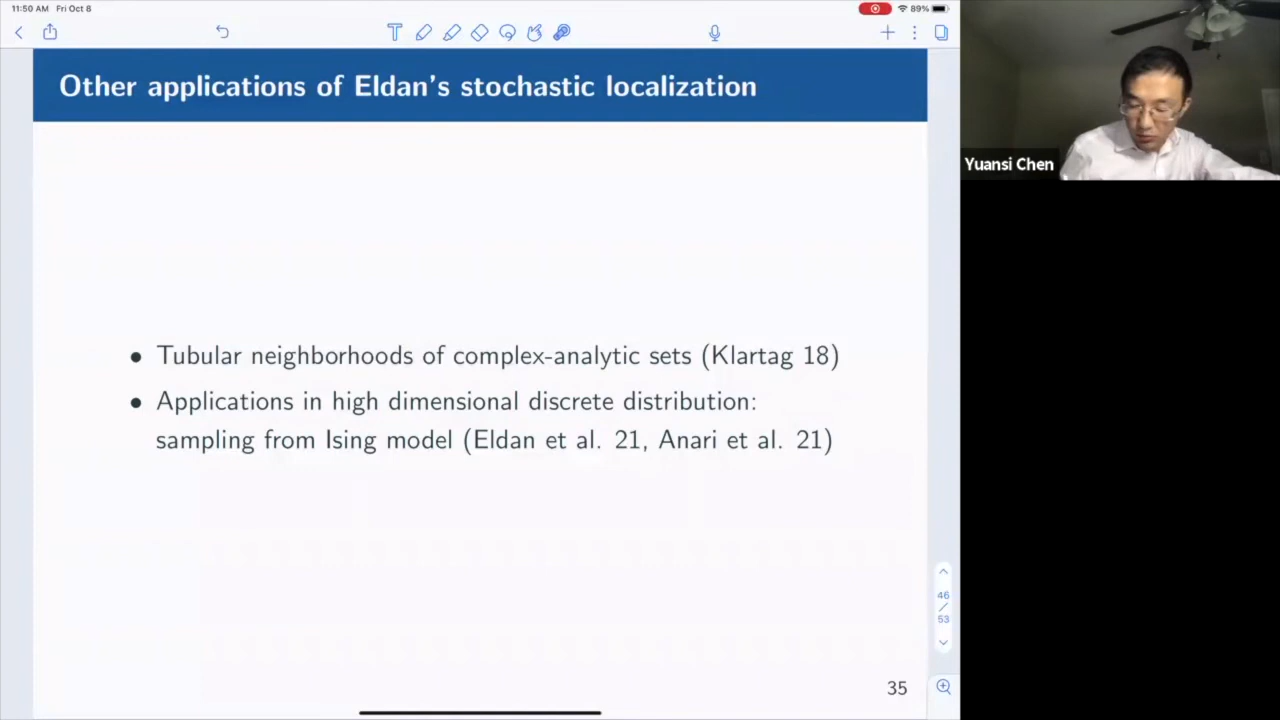 11:50 AM Fri Oct 8
89%
Other applications of Eldan's stochastic localization
Yuansi Chen
• Tubular neighborhoods of complex-analytic sets (Klartag 18)
• Applications in high dimensional discrete distribution:
sampling from Ising model (Eldan et al. 21, Anari et al. 21)
46
/
53
35